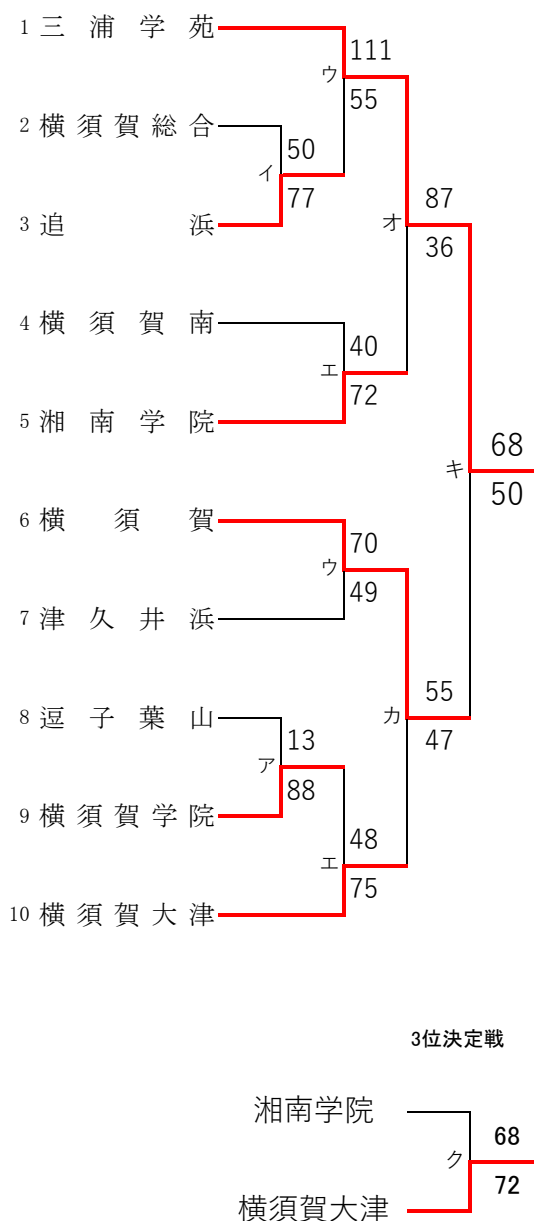 1 三浦学苑
111
ウ
55
2 横須賀総合
50
イ
77
3 追浜
87
オ
36
4 横須賀南
40
エ
72
5 湘南学院
68
キ
50
6 横須賀
70
ウ
49
7 津久井浜
55
カ
47
8 逗子葉山
13
ア
88
9 横須賀学院
48
エ
75
10 横須賀大津
3位決定戦
湘南学院
68
ク
72
横須賀大津